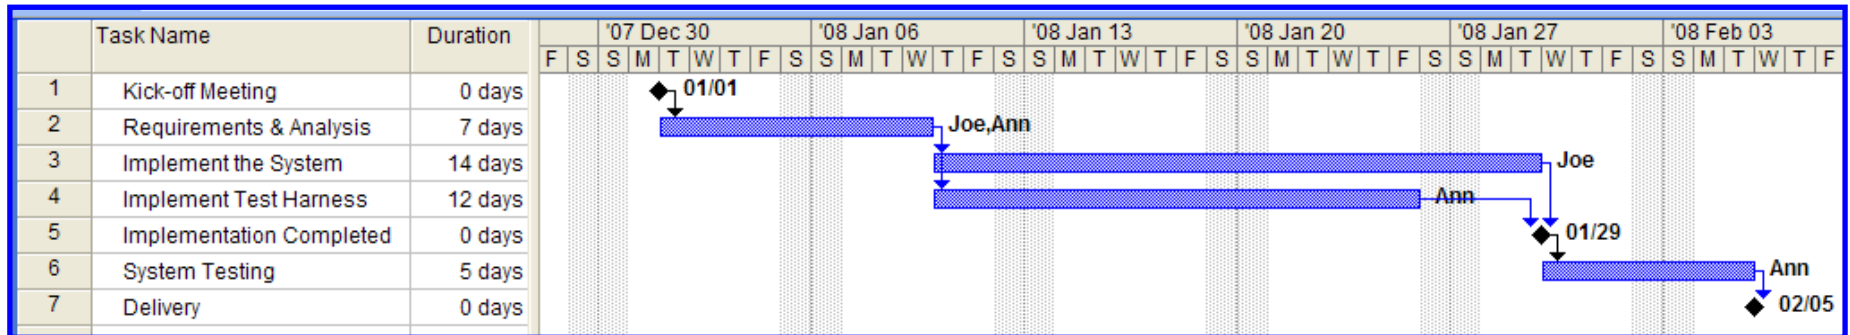 Task Name Duration '07 Dec 30 '08 Jan 06 '08 Jan 13 '08 Jan 20 '08 Jan 27 '08 Feb 03
F S S M T W T F S S M T W T F S S M T W T F S S M T W T F S S M T W T F S S M T W T F
1 Kick-off Meeting 0 days 01/01
2 Requirements & Analysis 7 days Joe,Ann
3 Implement the System 14 days Joe
4 Implement Test Harness 12 days Ann
5 Implementation Completed 0 days 01/29
6 System Testing 5 days Ann
7 Delivery 0 days 02/05